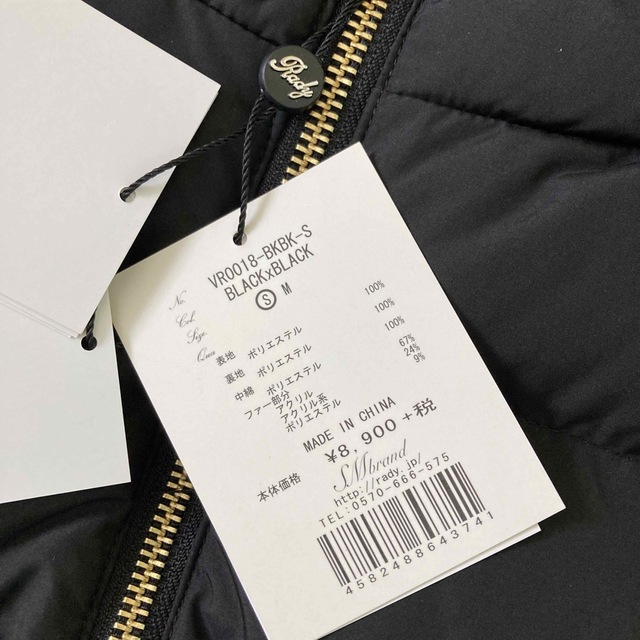 Rady
No. VR0018-BKBK-S
Col. BLACKxBLACK
Size Ⓢ M
Qua 表地 ポリエステル 100%
裏地 ポリエステル 100%
中綿 ポリエステル 100%
ファー部分
アクリル 67%
アクリル系 24%
ポリエステル 9%
MADE IN CHINA
本体価格 ¥8,900+税
SMbrand
http://rady.jp/
TEL:0570-666-575
4582488643741